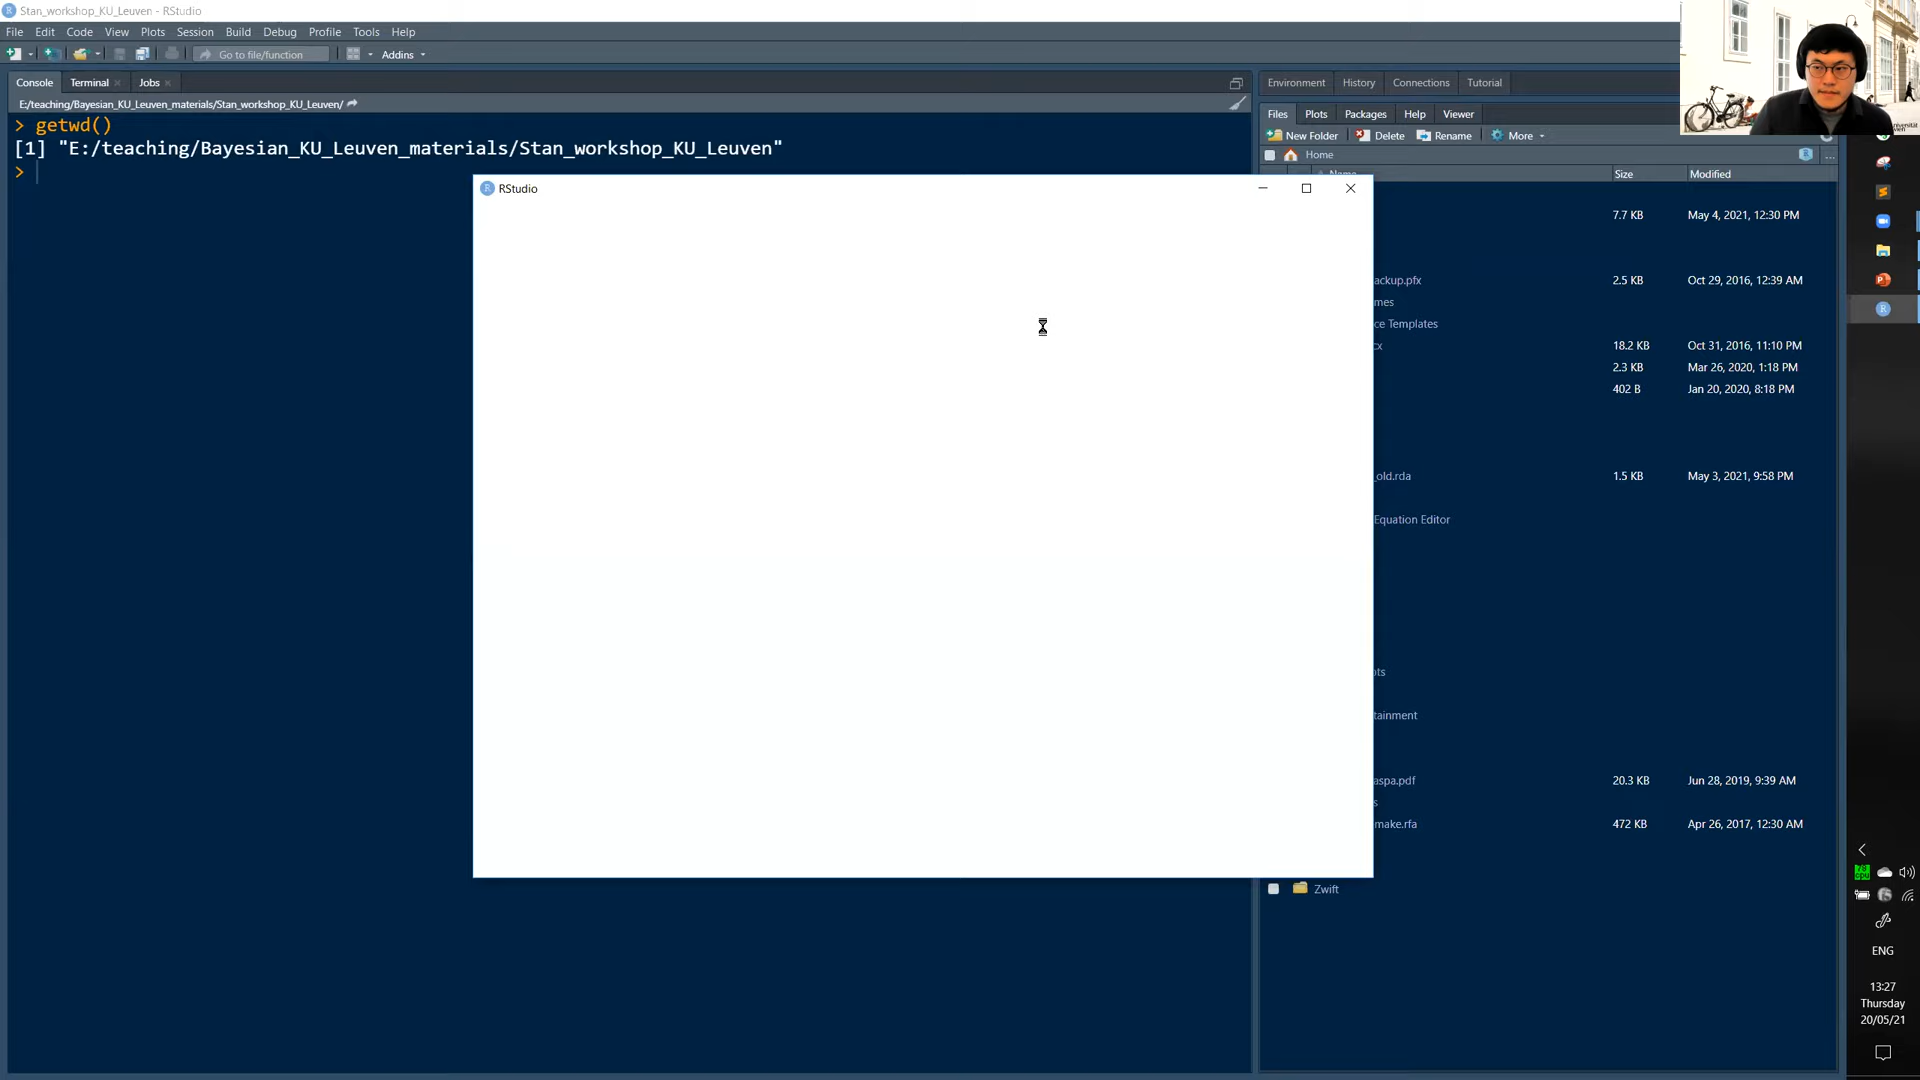 Stan_workshop_KU_Leuven - RStudio
File Edit Code View Plots Session Build Debug Profile Tools Help
Go to file/function Addins
Console Terminal Jobs
E:/teaching/Bayesian_KU_Leuven_materials/Stan_workshop_KU_Leuven/
> getwd()
[1] "E:/teaching/Bayesian_KU_Leuven_materials/Stan_workshop_KU_Leuven"
>
RStudio
Environment History Connections Tutorial
Files Plots Packages Help Viewer
New Folder Delete Rename More
Home
Name Size Modified
7.7 KB May 4, 2021, 12:30 PM
ackup.pfx 2.5 KB Oct 29, 2016, 12:39 AM
mes
ce Templates
cx 18.2 KB Oct 31, 2016, 11:10 PM
2.3 KB Mar 26, 2020, 1:18 PM
402 B Jan 20, 2020, 8:18 PM
_old.rda 1.5 KB May 3, 2021, 9:58 PM
Equation Editor
pts
tainment
aspa.pdf 20.3 KB Jun 28, 2019, 9:39 AM
s
make.rfa 472 KB Apr 26, 2017, 12:30 AM
Zwift
ENG
13:27
Thursday
20/05/21